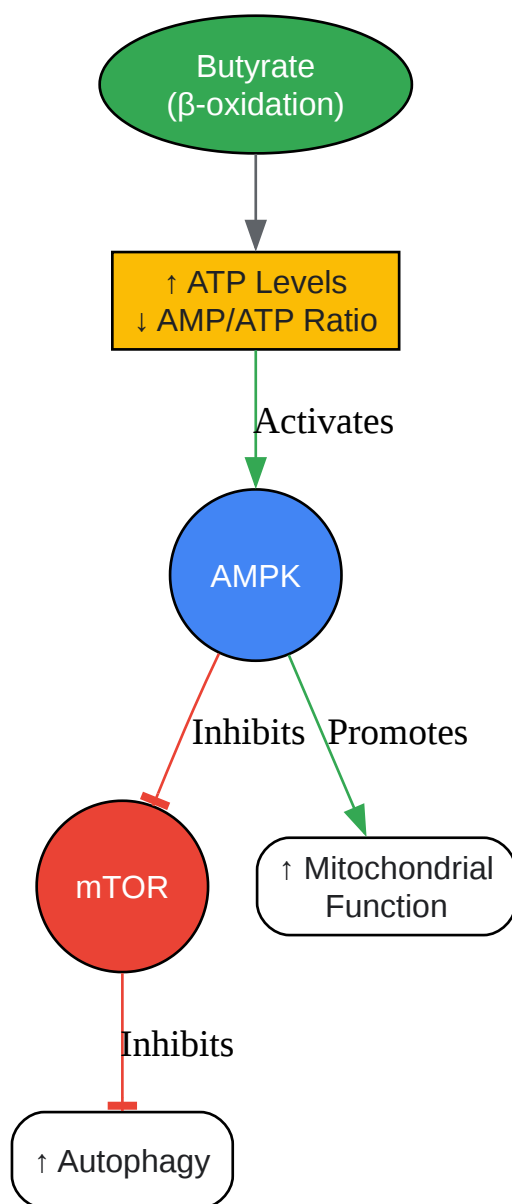 Butyrate
(β-oxidation)
↑ ATP Levels
↓ AMP/ATP Ratio
Activates
AMPK
Inhibits
Promotes
mTOR
↑ Mitochondrial
Function
Inhibits
↑ Autophagy